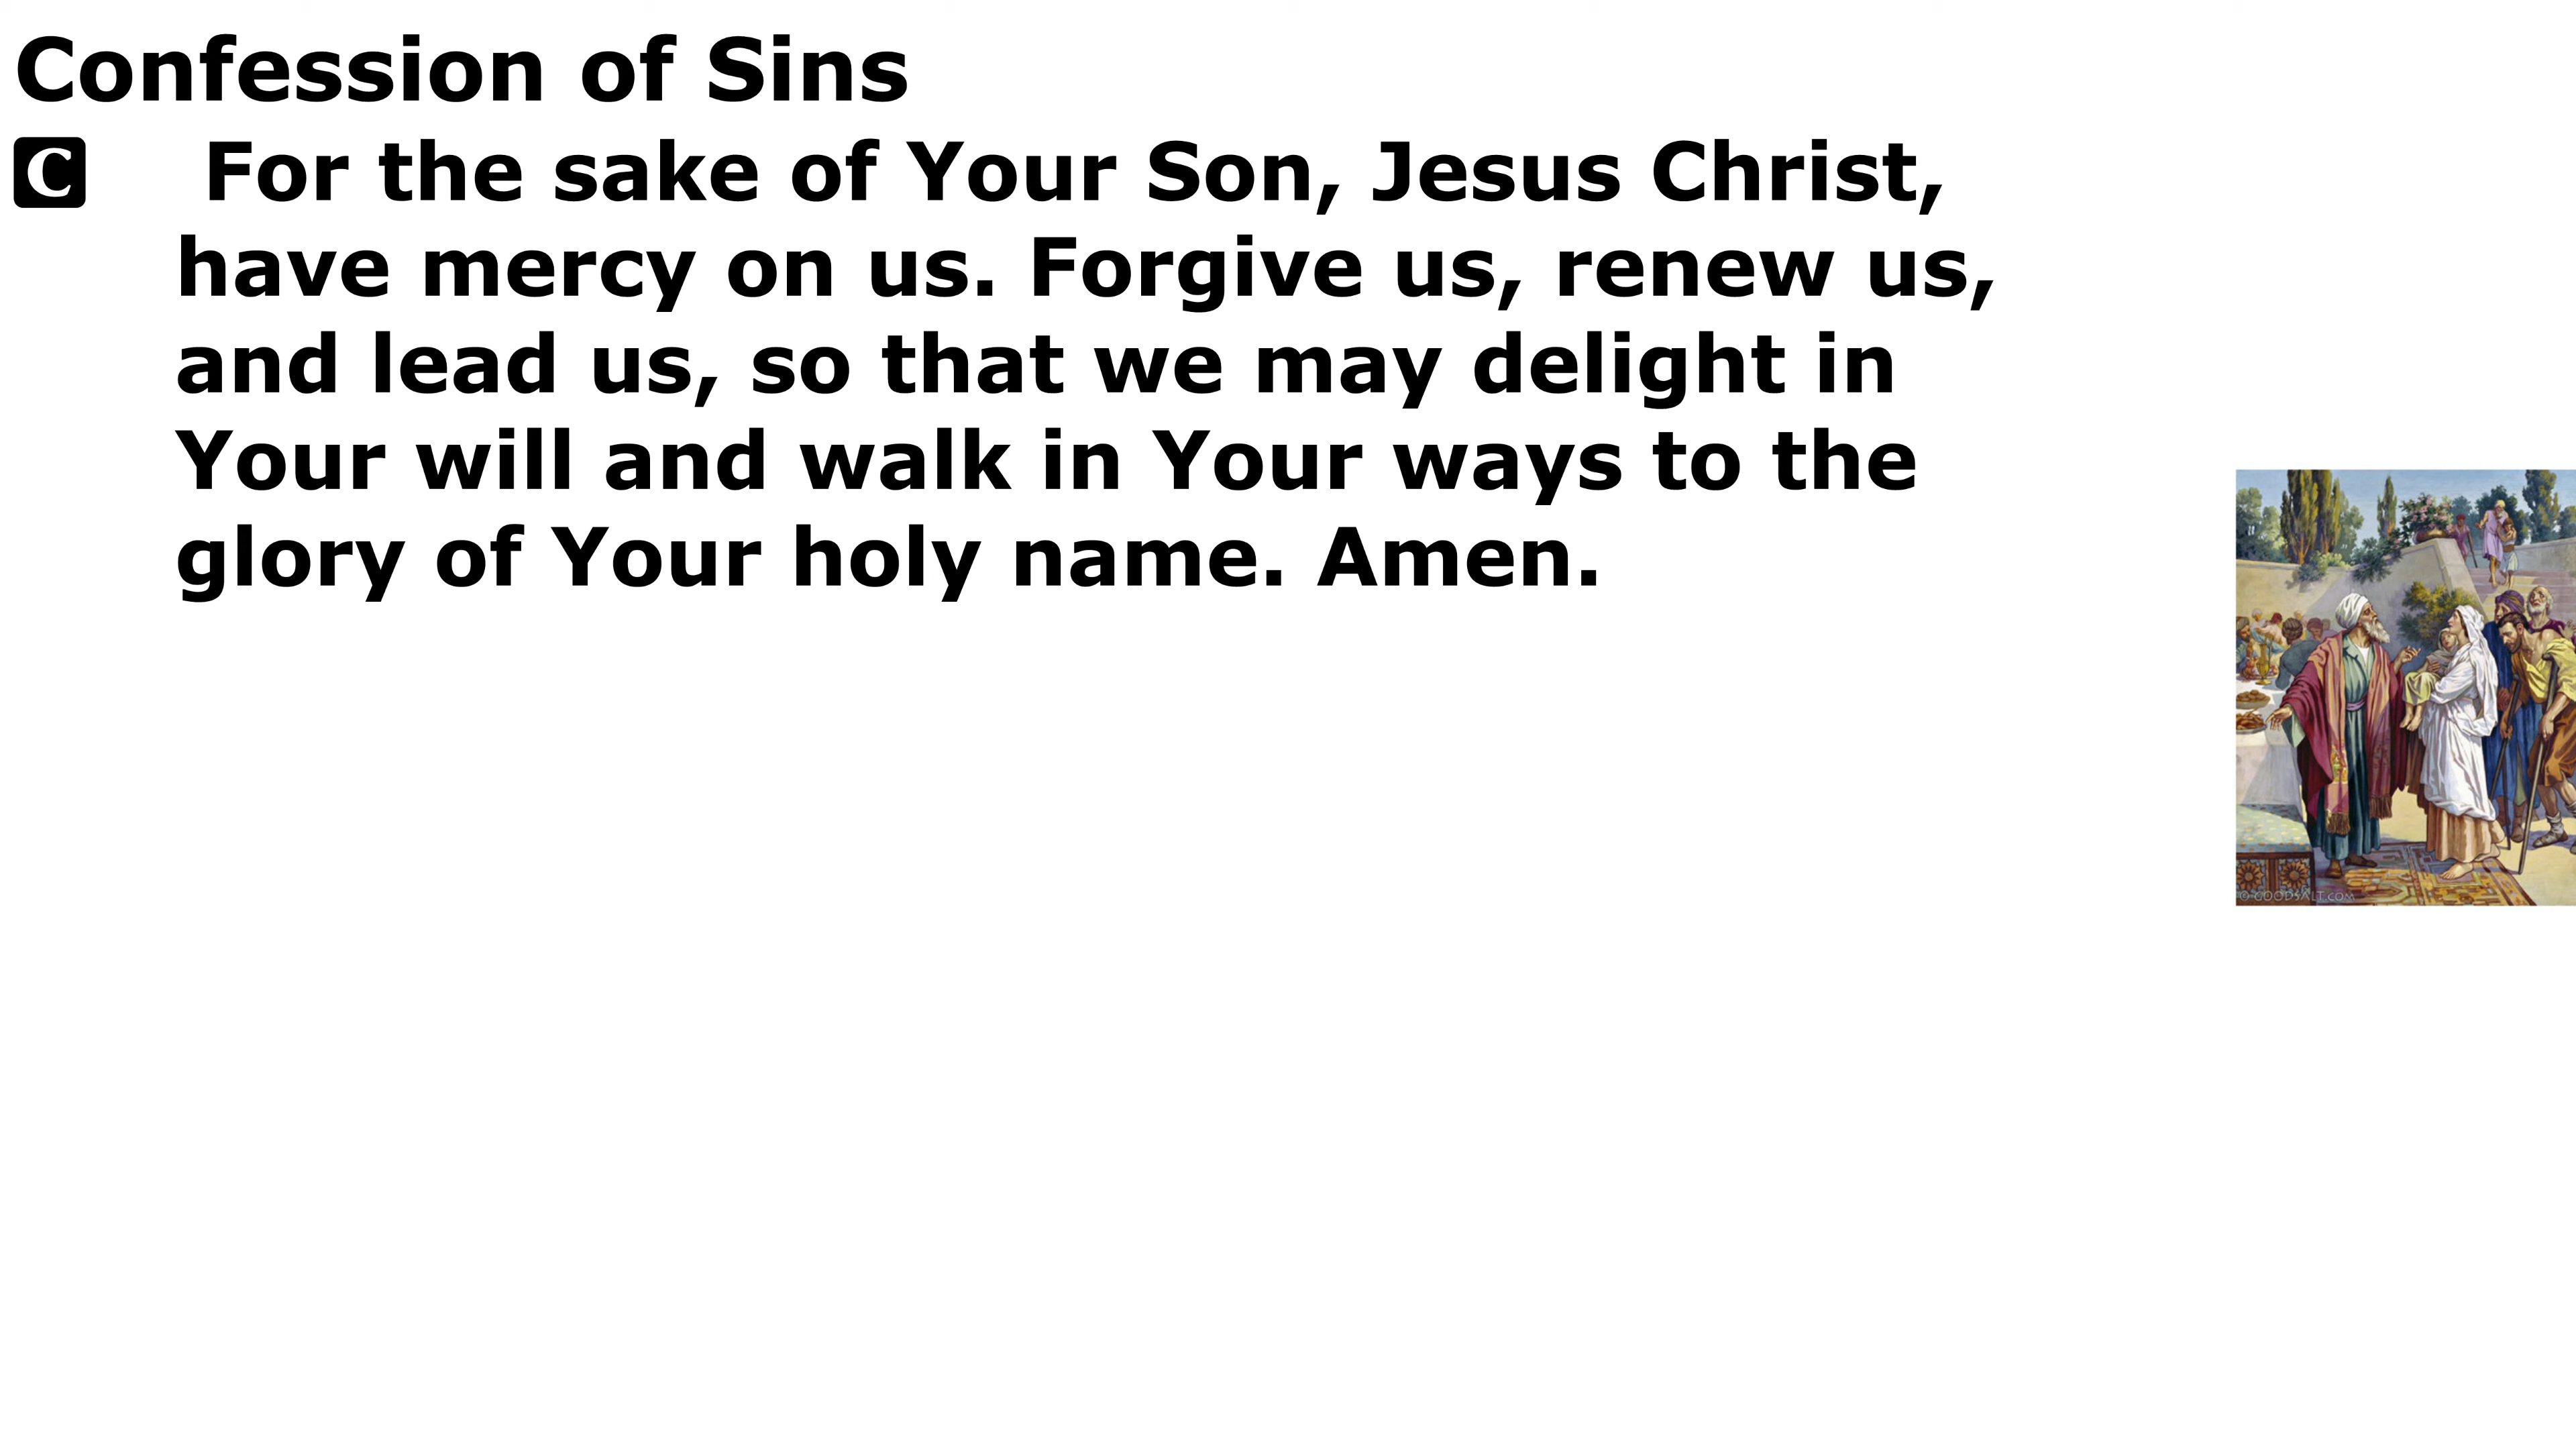 Confession of Sins
C For the sake of Your Son, Jesus Christ,
have mercy on us. Forgive us, renew us,
and lead us, so that we may delight in
Your will and walk in Your ways to the
glory of Your holy name. Amen.
© GOODSALT.COM